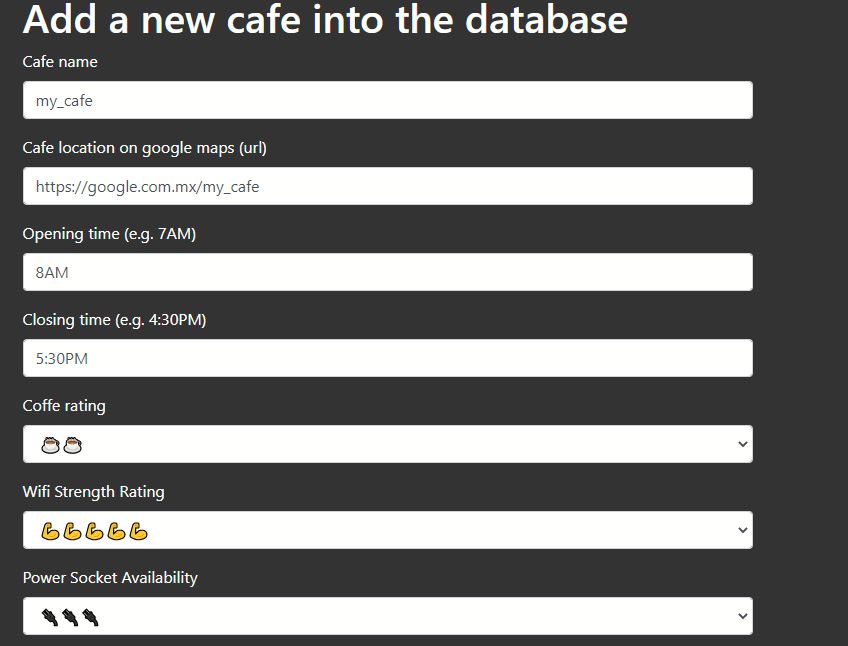 Add a new cafe into the database
Cafe name
my_cafe
Cafe location on google maps (url)
https://google.com.mx/my_cafe
Opening time (e.g. 7AM)
8AM
Closing time (e.g. 4:30PM)
5:30PM
Coffe rating
☕☕
Wifi Strength Rating
💪💪💪💪💪
Power Socket Availability
🔌🔌🔌